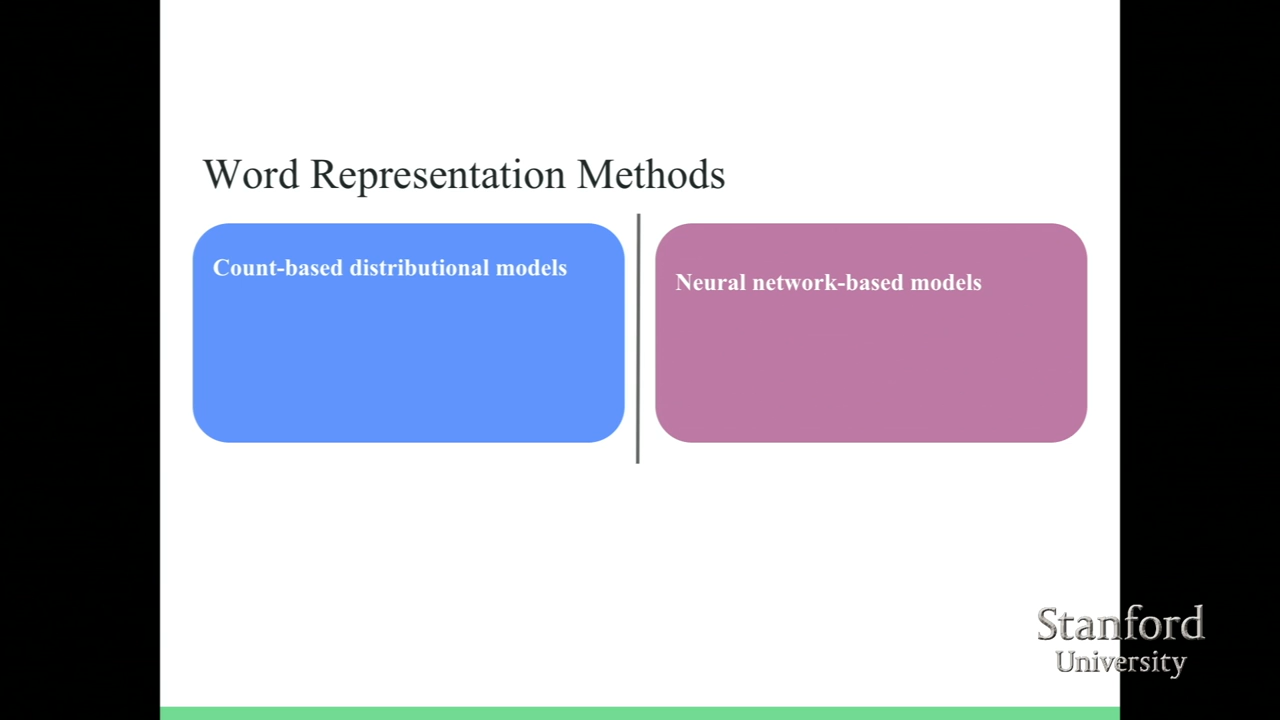 Word Representation Methods
Count-based distributional models
Neural network-based models
Stanford
University